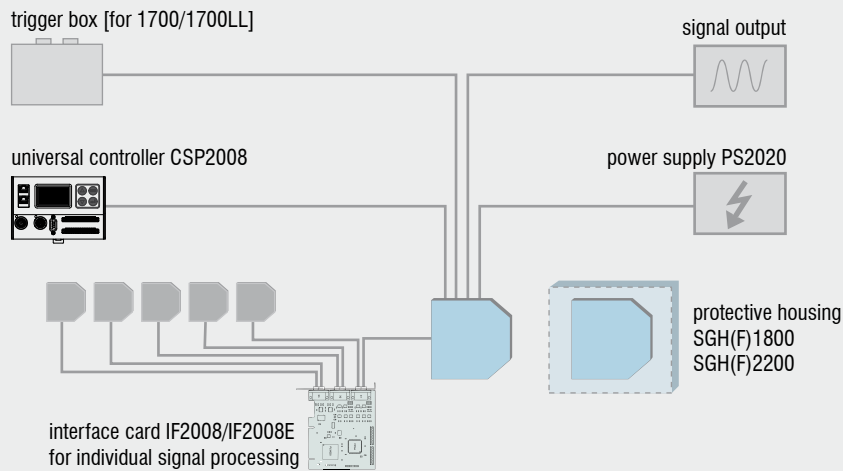 trigger box [for 1700/1700LL]
signal output
universal controller CSP2008
power supply PS2020
protective housing
SGH(F)1800
SGH(F)2200
interface card IF2008/IF2008E
for individual signal processing